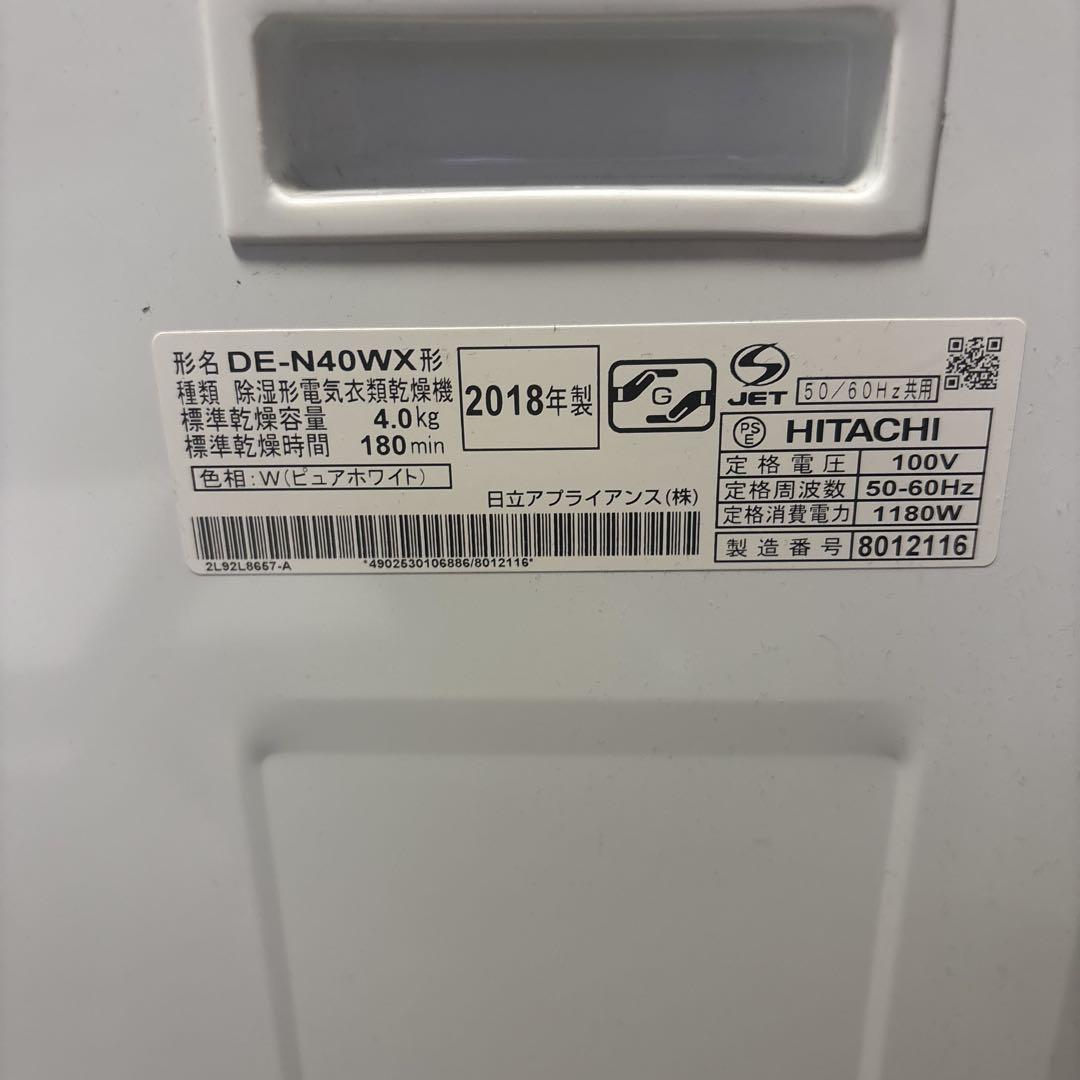 形名 DE-N40WX形
種類 除湿形電気衣類乾燥機
標準乾燥容量 4.0kg
標準乾燥時間 180min
色相:W(ピュアホワイト)
2018年製
G
JET
50/60Hz共用
PSE HITACHI
定格電圧 100V
定格周波数 50-60Hz
定格消費電力 1180W
製造番号 8012116
日立アプライアンス(株)
2L92L8657-A *4902530106886/8012116*